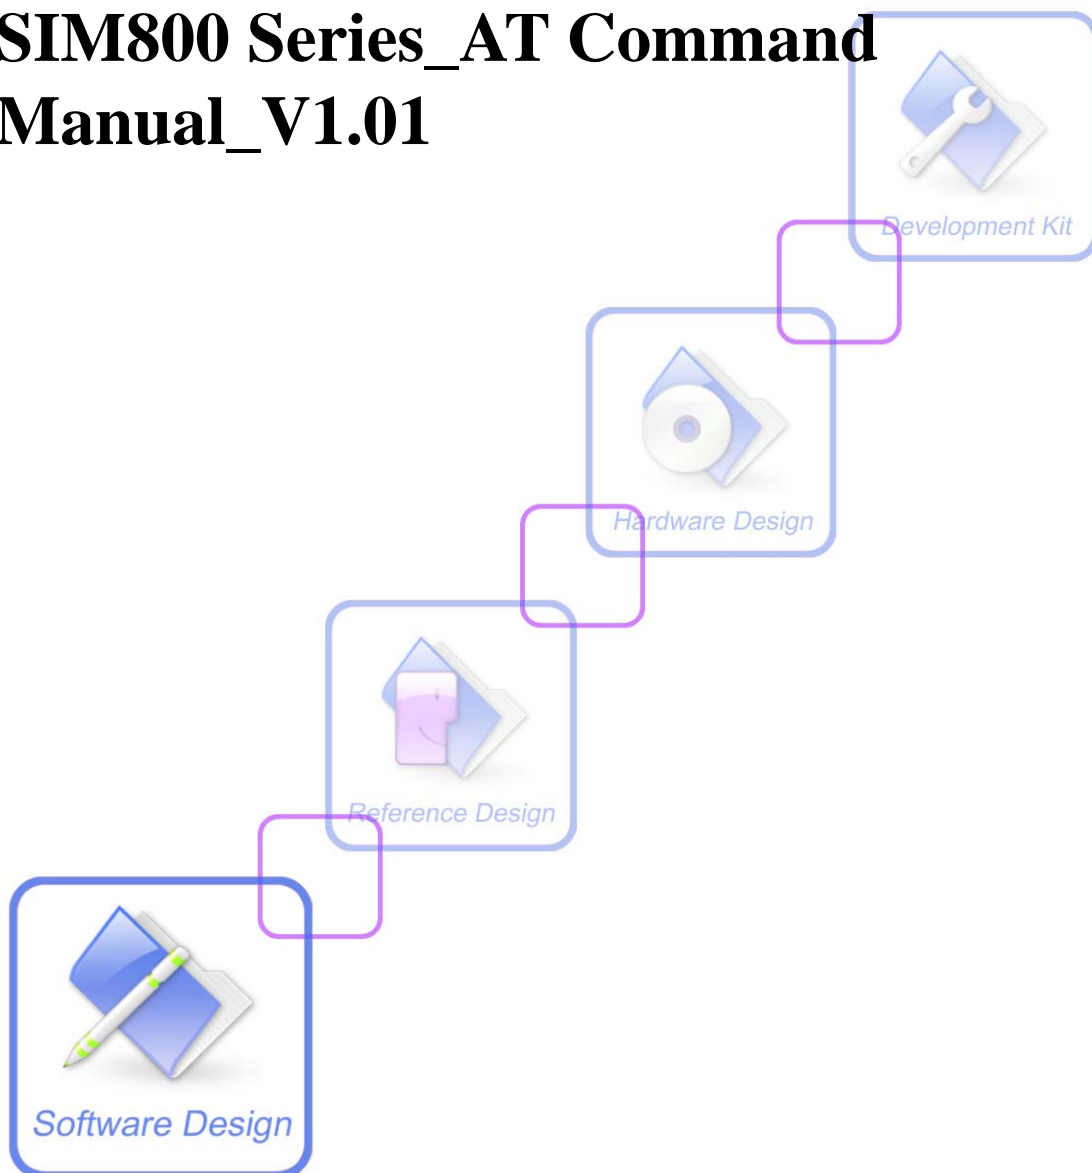 SIM800 Series_AT Command
Manual_V1.01
Development Kit
Hardware Design
Reference Design
Software Design